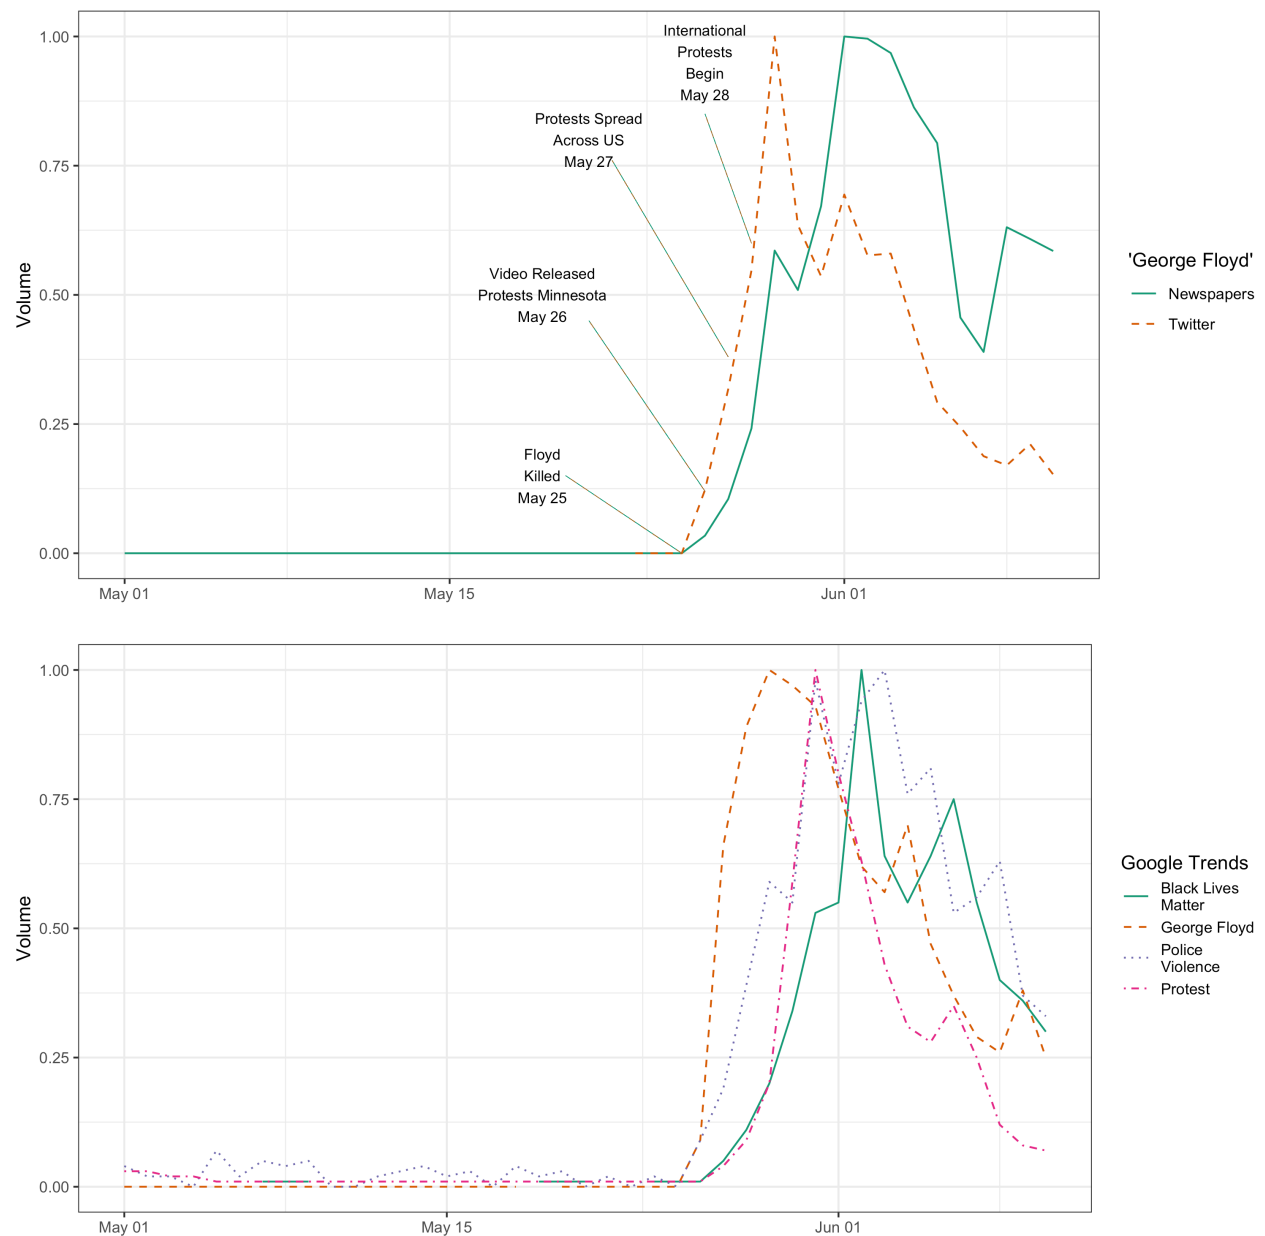 1.00
0.75
0.50
0.25
0.00
Volume
International
Protests
Begin
May 28
Protests Spread
Across US
May 27
Video Released
Protests Minnesota
May 26
Floyd
Killed
May 25
May 01
May 15
Jun 01
'George Floyd'
Newspapers
Twitter
1.00
0.75
0.50
0.25
0.00
Volume
May 01
May 15
Jun 01
Google Trends
Black Lives
Matter
George Floyd
Police
Violence
Protest